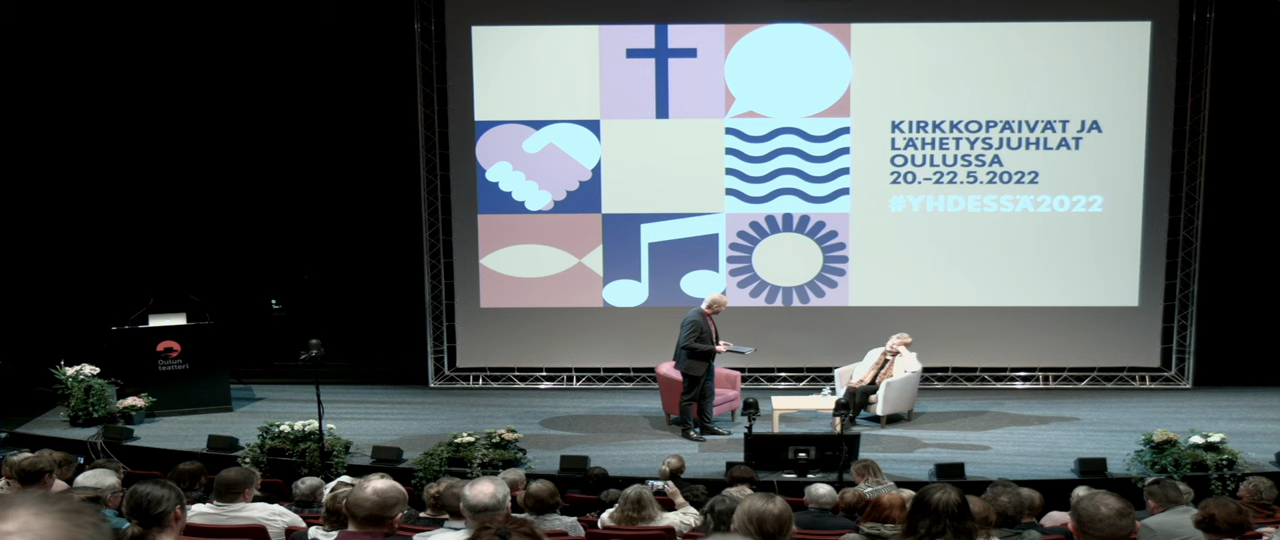 KIRKKOPÄIVÄT JA
LÄHETYSJUHLAT
OULUSSA
20.–22.5.2022
#YHDESSÄ2022
Oulun
teatteri